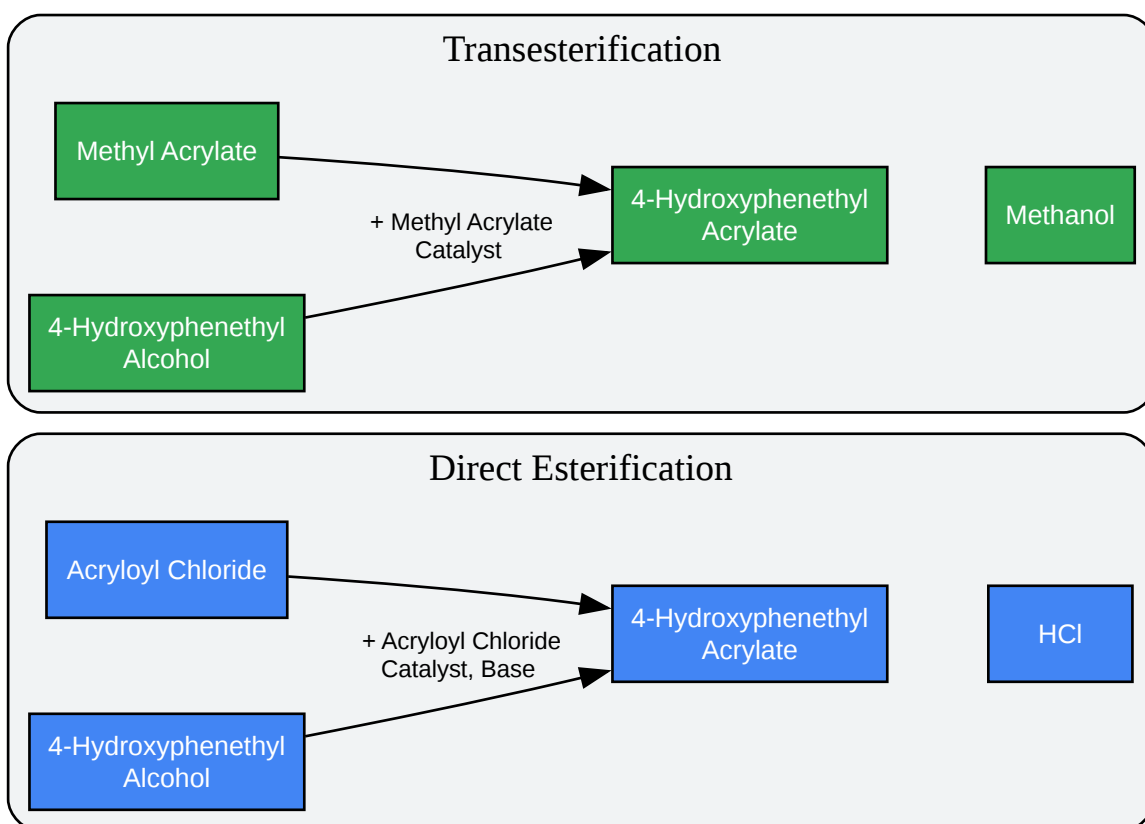 Transesterification
Methyl Acrylate
+ Methyl Acrylate
Catalyst
4-Hydroxyphenethyl
Acrylate
Methanol
4-Hydroxyphenethyl
Alcohol
Direct Esterification
Acryloyl Chloride
+ Acryloyl Chloride
Catalyst, Base
4-Hydroxyphenethyl
Acrylate
HCl
4-Hydroxyphenethyl
Alcohol